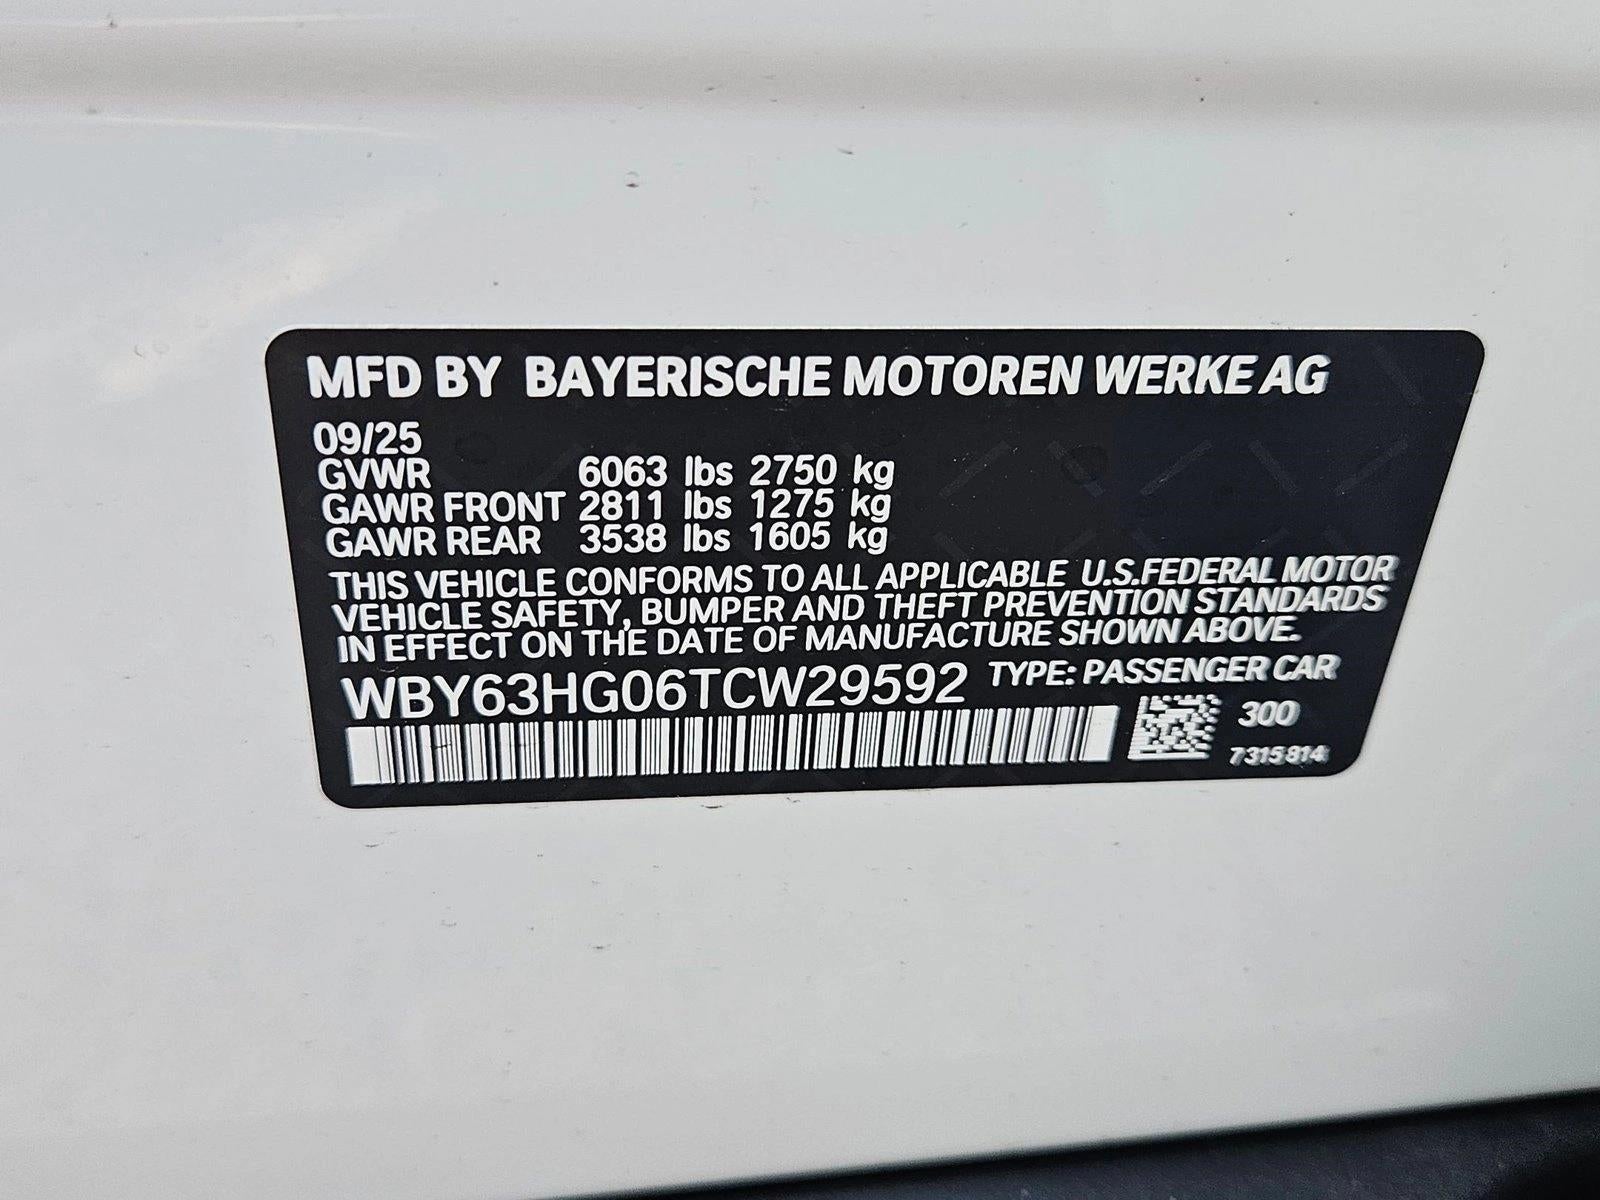 MFD BY BAYERISCHE MOTOREN WERKE AG
09/25
GVWR 6063 lbs 2750 kg
GAWR FRONT 2811 lbs 1275 kg
GAWR REAR 3538 lbs 1605 kg
THIS VEHICLE CONFORMS TO ALL APPLICABLE U.S.FEDERAL MOTOR
VEHICLE SAFETY, BUMPER AND THEFT PREVENTION STANDARDS
IN EFFECT ON THE DATE OF MANUFACTURE SHOWN ABOVE.
WBY63HG06TCW29592 TYPE: PASSENGER CAR
300
7315814